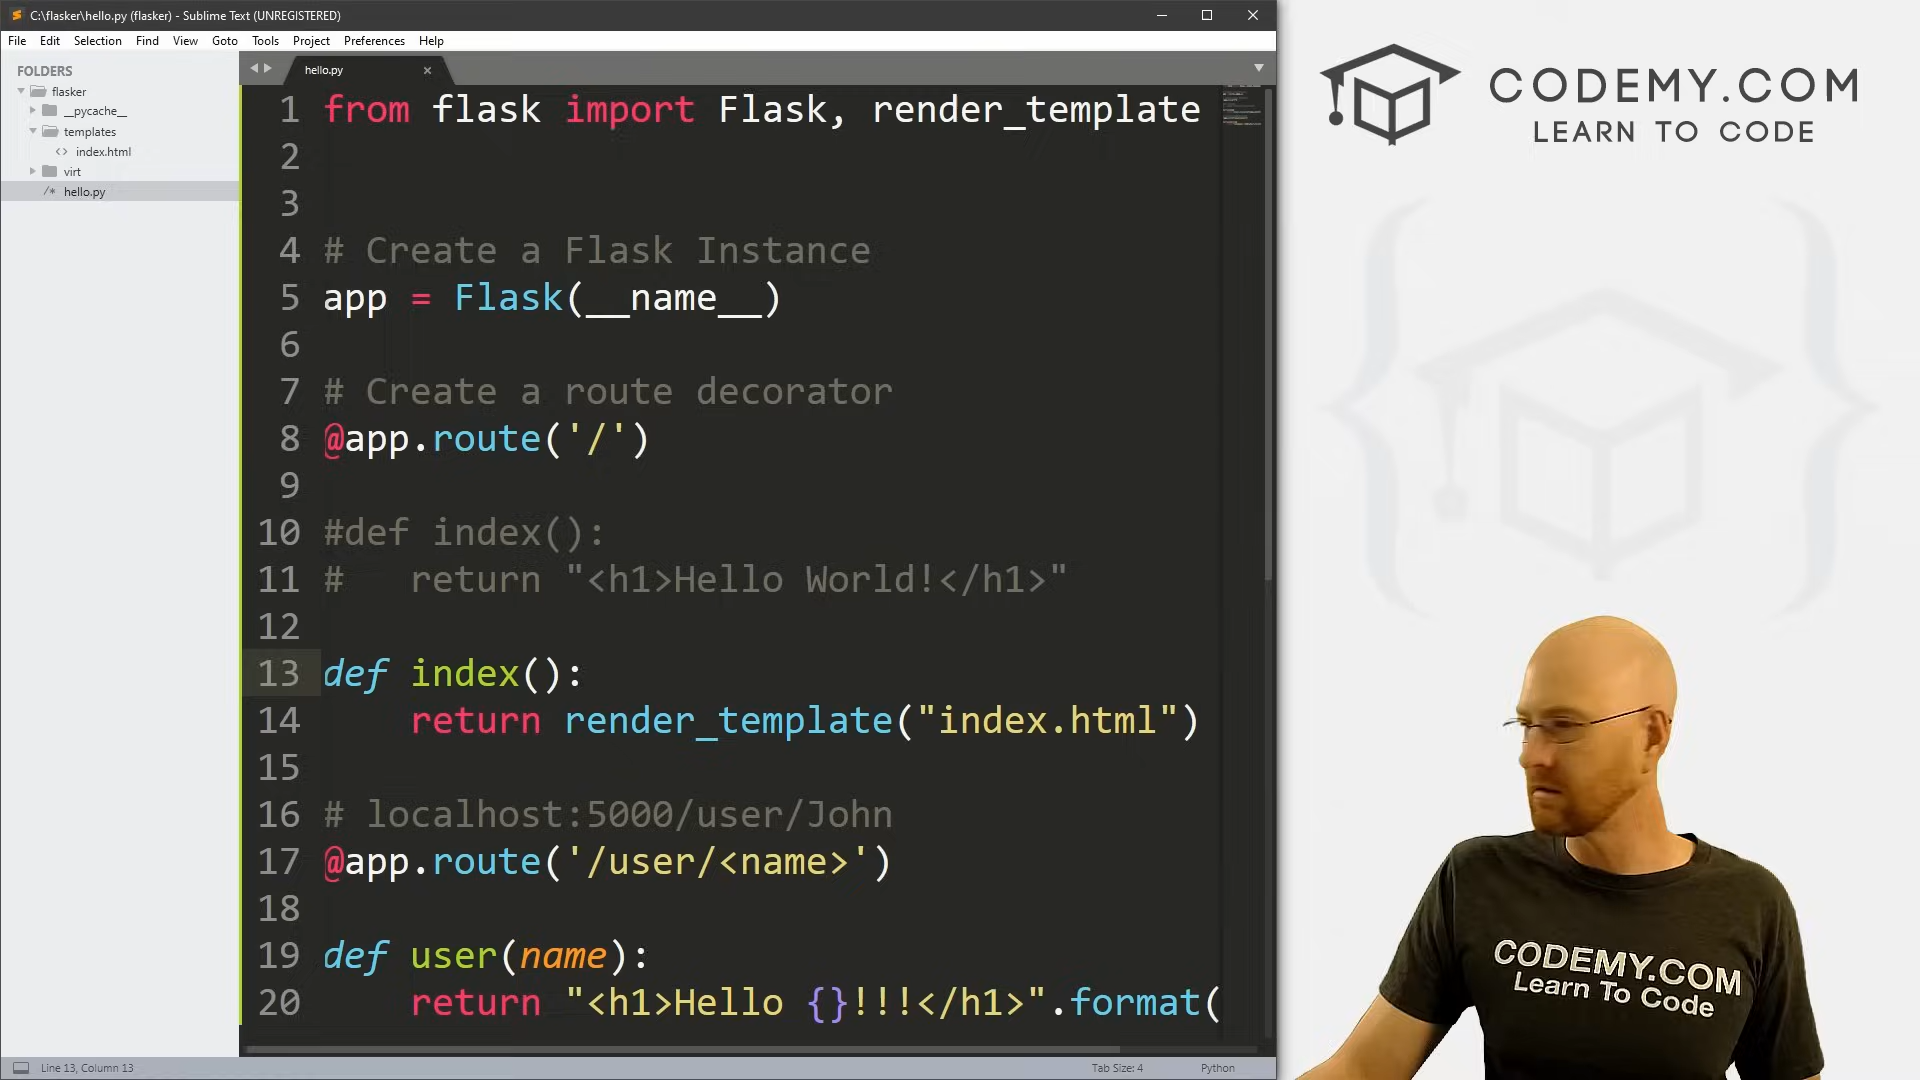 C:\flasker\hello.py (flasker) - Sublime Text (UNREGISTERED)
File Edit Selection Find View Goto Tools Project Preferences Help
FOLDERS
flasker
__pycache__
templates
index.html
virt
hello.py
hello.py
1 from flask import Flask, render_template
2
3
4 # Create a Flask Instance
5 app = Flask(__name__)
6
7 # Create a route decorator
8 @app.route('/')
9
10 #def index():
11 #   return "<h1>Hello World!</h1>"
12
13 def index():
14     return render_template("index.html")
15
16 # localhost:5000/user/John
17 @app.route('/user/<name>')
18
19 def user(name):
20     return "<h1>Hello {}!!!</h1>".format(
Line 13, Column 13
Tab Size: 4
Python
CODEMY.COM
LEARN TO CODE
CODEMY.COM
Learn To Code